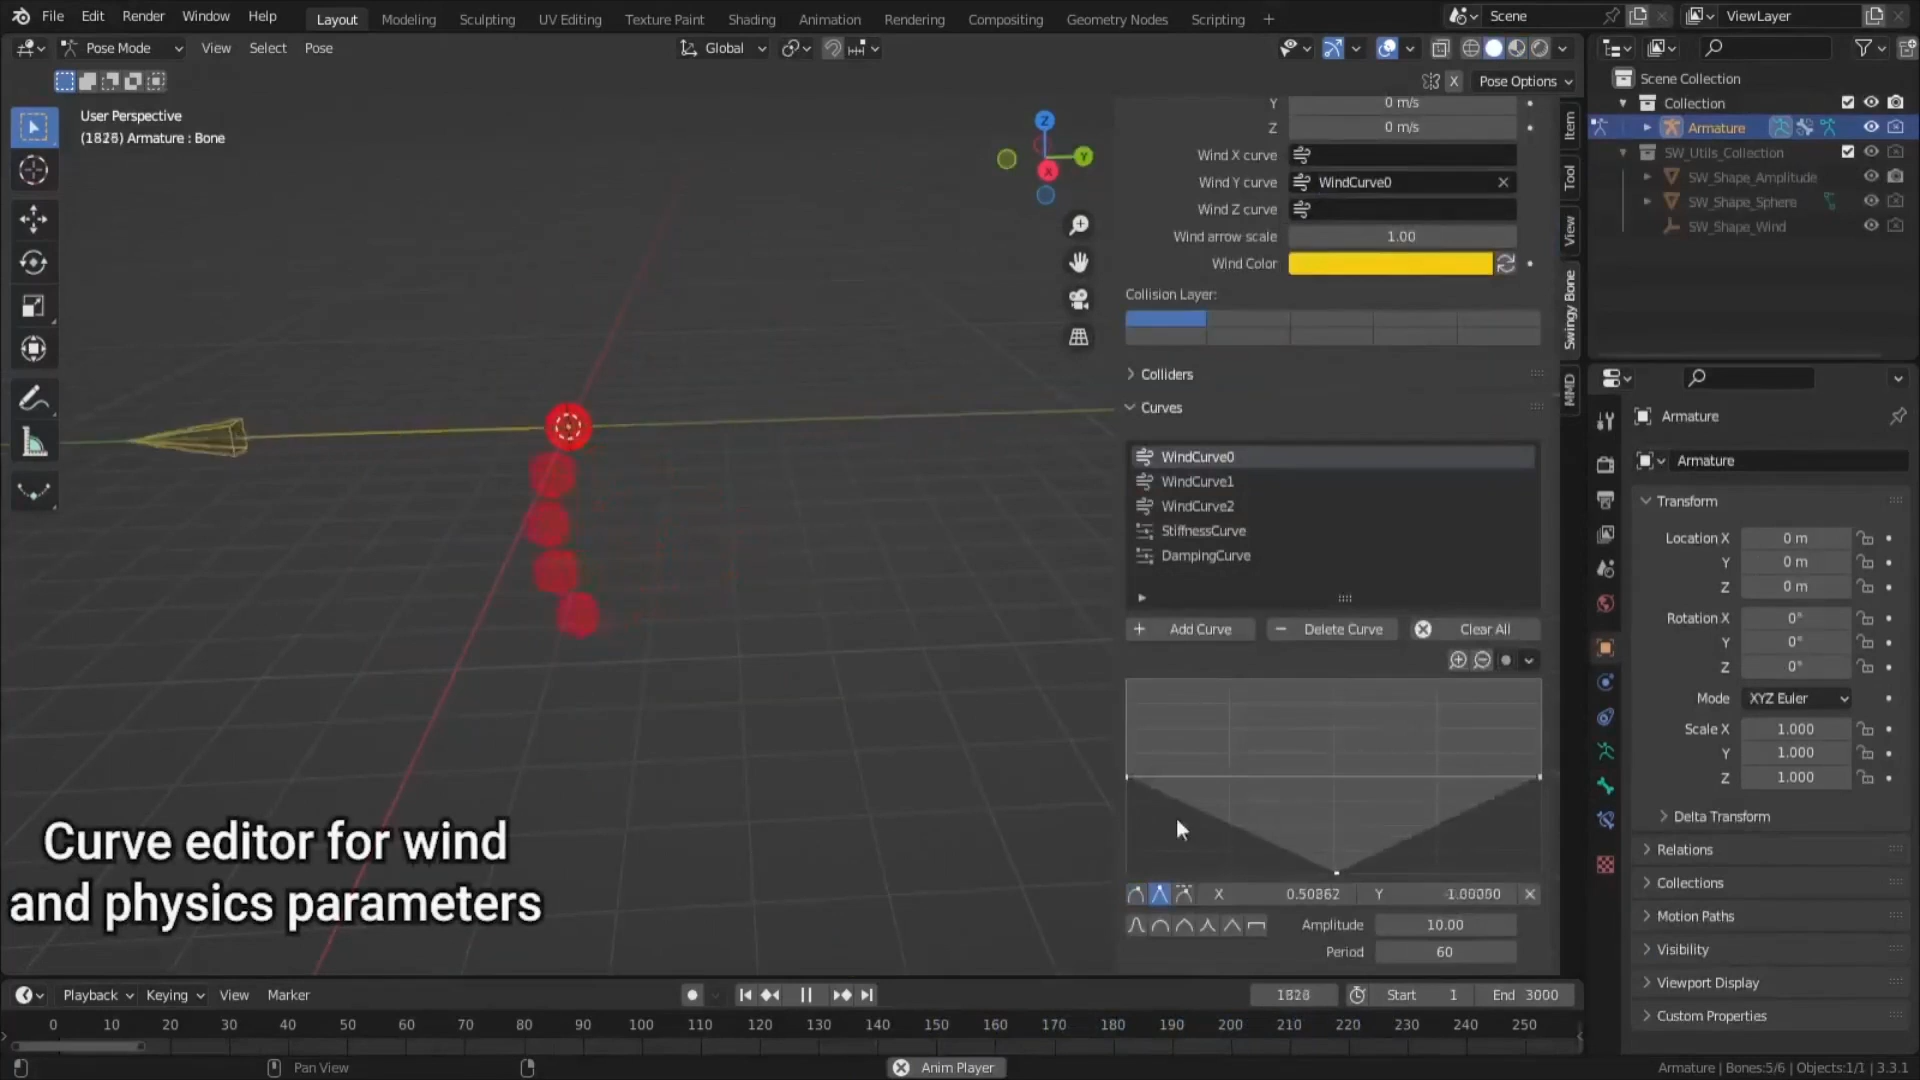 File Edit Render Window Help Layout Modeling Sculpting UV Editing Texture Paint Shading Animation Rendering Compositing Geometry Nodes Scripting + Scene ViewLayer
Pose Mode View Select Pose Global
X Pose Options
User Perspective
Armature : Bone
Z
Y
X
Y 0 m/s
Z 0 m/s
Wind X curve
Wind Y curve WindCurve0
Wind Z curve
Wind arrow scale 1.00
Wind Color
Collision Layer:
Colliders
Curves
WindCurve0
WindCurve1
WindCurve2
StiffnessCurve
DampingCurve
Add Curve Delete Curve Clear All
X Y
Amplitude 10.00
Period 60
Item
Tool
View
Swingy Bone
MMD
Scene Collection
Collection
Armature
SW_Utils_Collection
SW_Shape_Amplitude
SW_Shape_Sphere
SW_Shape_Wind
Armature
Armature
Transform
Location X 0 m
Y 0 m
Z 0 m
Rotation X 0°
Y 0°
Z 0°
Mode XYZ Euler
Scale X 1.000
Y 1.000
Z 1.000
Delta Transform
Relations
Collections
Motion Paths
Visibility
Viewport Display
Custom Properties
Curve editor for wind
and physics parameters
Playback Keying View Marker Start 1 End 3000
0 10 20 30 40 50 60 70 80 90 100 110 120 130 140 150 160 170 180 190 200 210 220 230 240 250
Pan View Anim Player Armature | Bones:5/6 | Objects:1/1 | 3.3.1